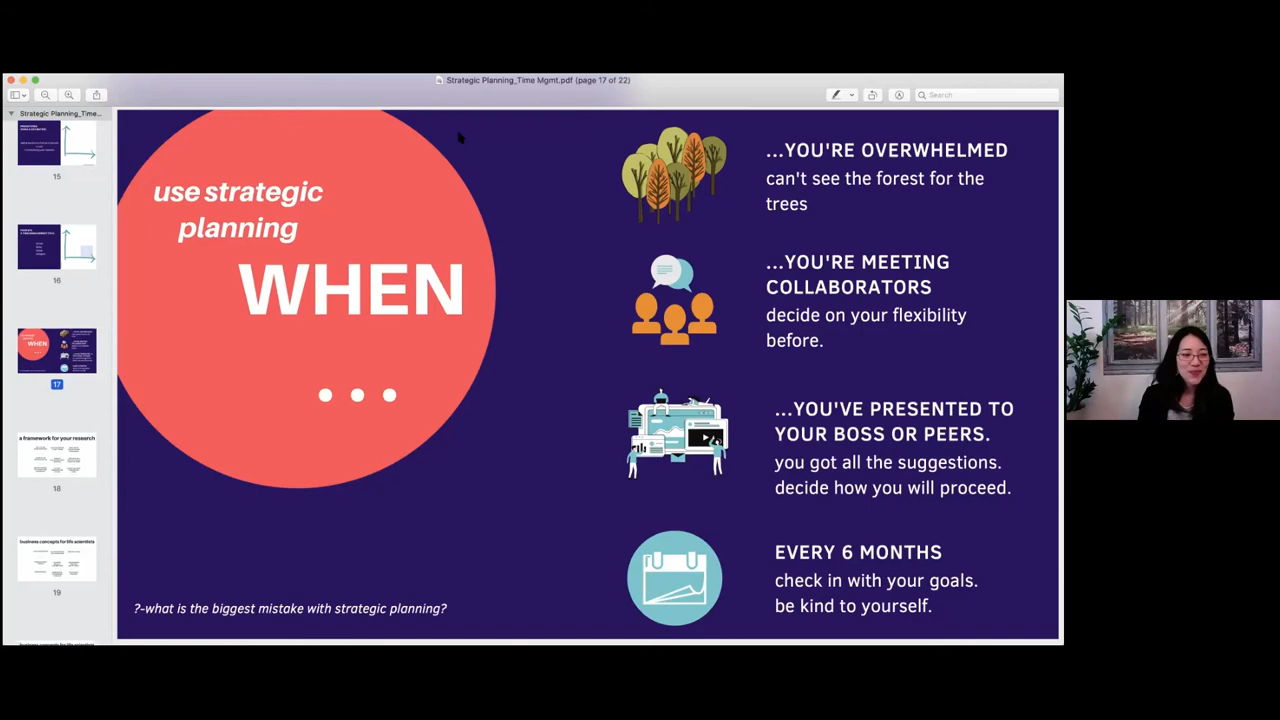 Strategic Planning_Time Mgmt.pdf (page 17 of 22)
Search
Strategic Planning_Time...
15
16
17
a framework for your research
18
business concepts for life scientists
19
use strategic
planning
WHEN
...
?-what is the biggest mistake with strategic planning?
...YOU'RE OVERWHELMED
can't see the forest for the
trees
...YOU'RE MEETING
COLLABORATORS
decide on your flexibility
before.
...YOU'VE PRESENTED TO
YOUR BOSS OR PEERS.
you got all the suggestions.
decide how you will proceed.
EVERY 6 MONTHS
check in with your goals.
be kind to yourself.